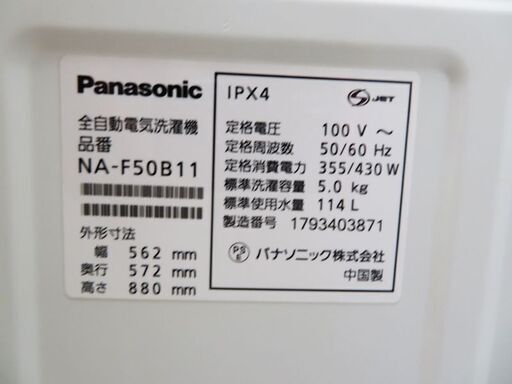 Panasonic
全自動電気洗濯機
品番
NA-F50B11
外形寸法
幅 562 mm
奥行 572 mm
高さ 880 mm
IPX4
S JET
定格電圧 100 V ～
定格周波数 50/60 Hz
定格消費電力 355/430 W
標準洗濯容量 5.0 kg
標準使用水量 114 L
製造番号 1793403871
PS E パナソニック株式会社
中国製